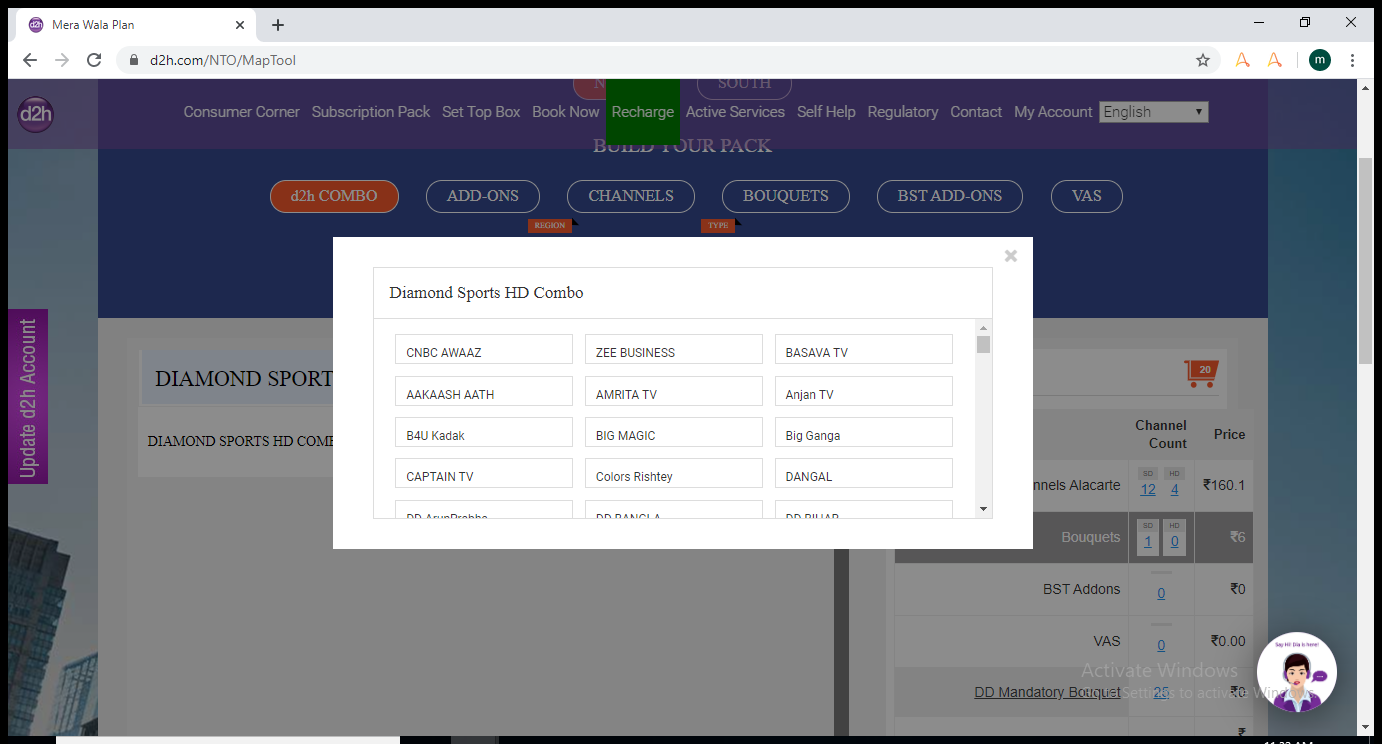 d2h Mera Wala Plan
d2h.com/NTO/MapTool
m
SOUTH
d2h
Consumer Corner Subscription Pack Set Top Box Book Now Recharge Active Services Self Help Regulatory Contact My Account English
BUILD YOUR PACK
d2h COMBO ADD-ONS CHANNELS BOUQUETS BST ADD-ONS VAS
REGION TYPE
Diamond Sports HD Combo
CNBC AWAAZ ZEE BUSINESS BASAVA TV
AAKAASH AATH AMRITA TV Anjan TV
B4U Kadak BIG MAGIC Big Ganga
CAPTAIN TV Colors Rishtey DANGAL
DD ArunPrabha DD BANGLA DD BIHAR
Update d2h Account
DIAMOND SPORT
DIAMOND SPORTS HD COMB
20
Channel Count Price
nnels Alacarte SD 12 HD 4 ₹160.1
Bouquets SD 1 HD 0 ₹6
BST Addons 0 ₹0
VAS 0 ₹0.00
DD Mandatory Bouquet 25 ₹0
₹
Say Hi! Dia is here!
Activate Windows
Go to Settings to activate Windows.